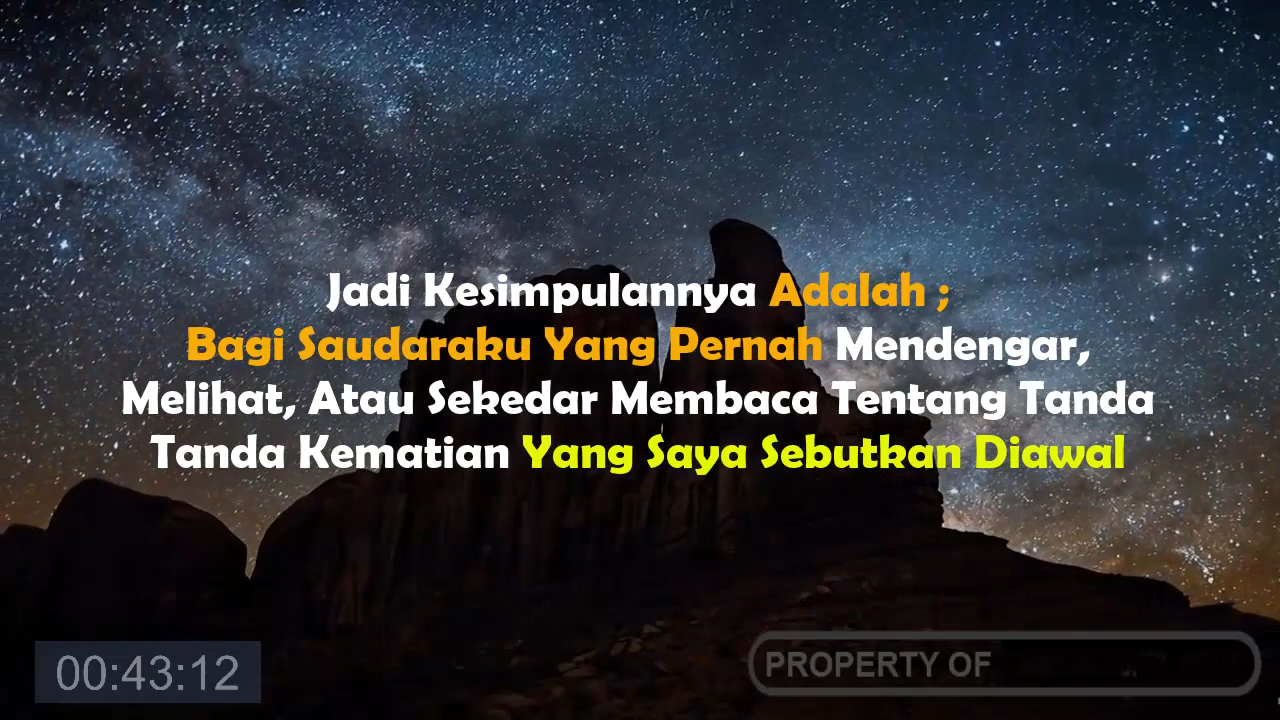 Jadi Kesimpulannya Adalah ;
Bagi Saudaraku Yang Pernah Mendengar,
Melihat, Atau Sekedar Membaca Tentang Tanda
Tanda Kematian Yang Saya Sebutkan Diawal
00:43:12
PROPERTY OF